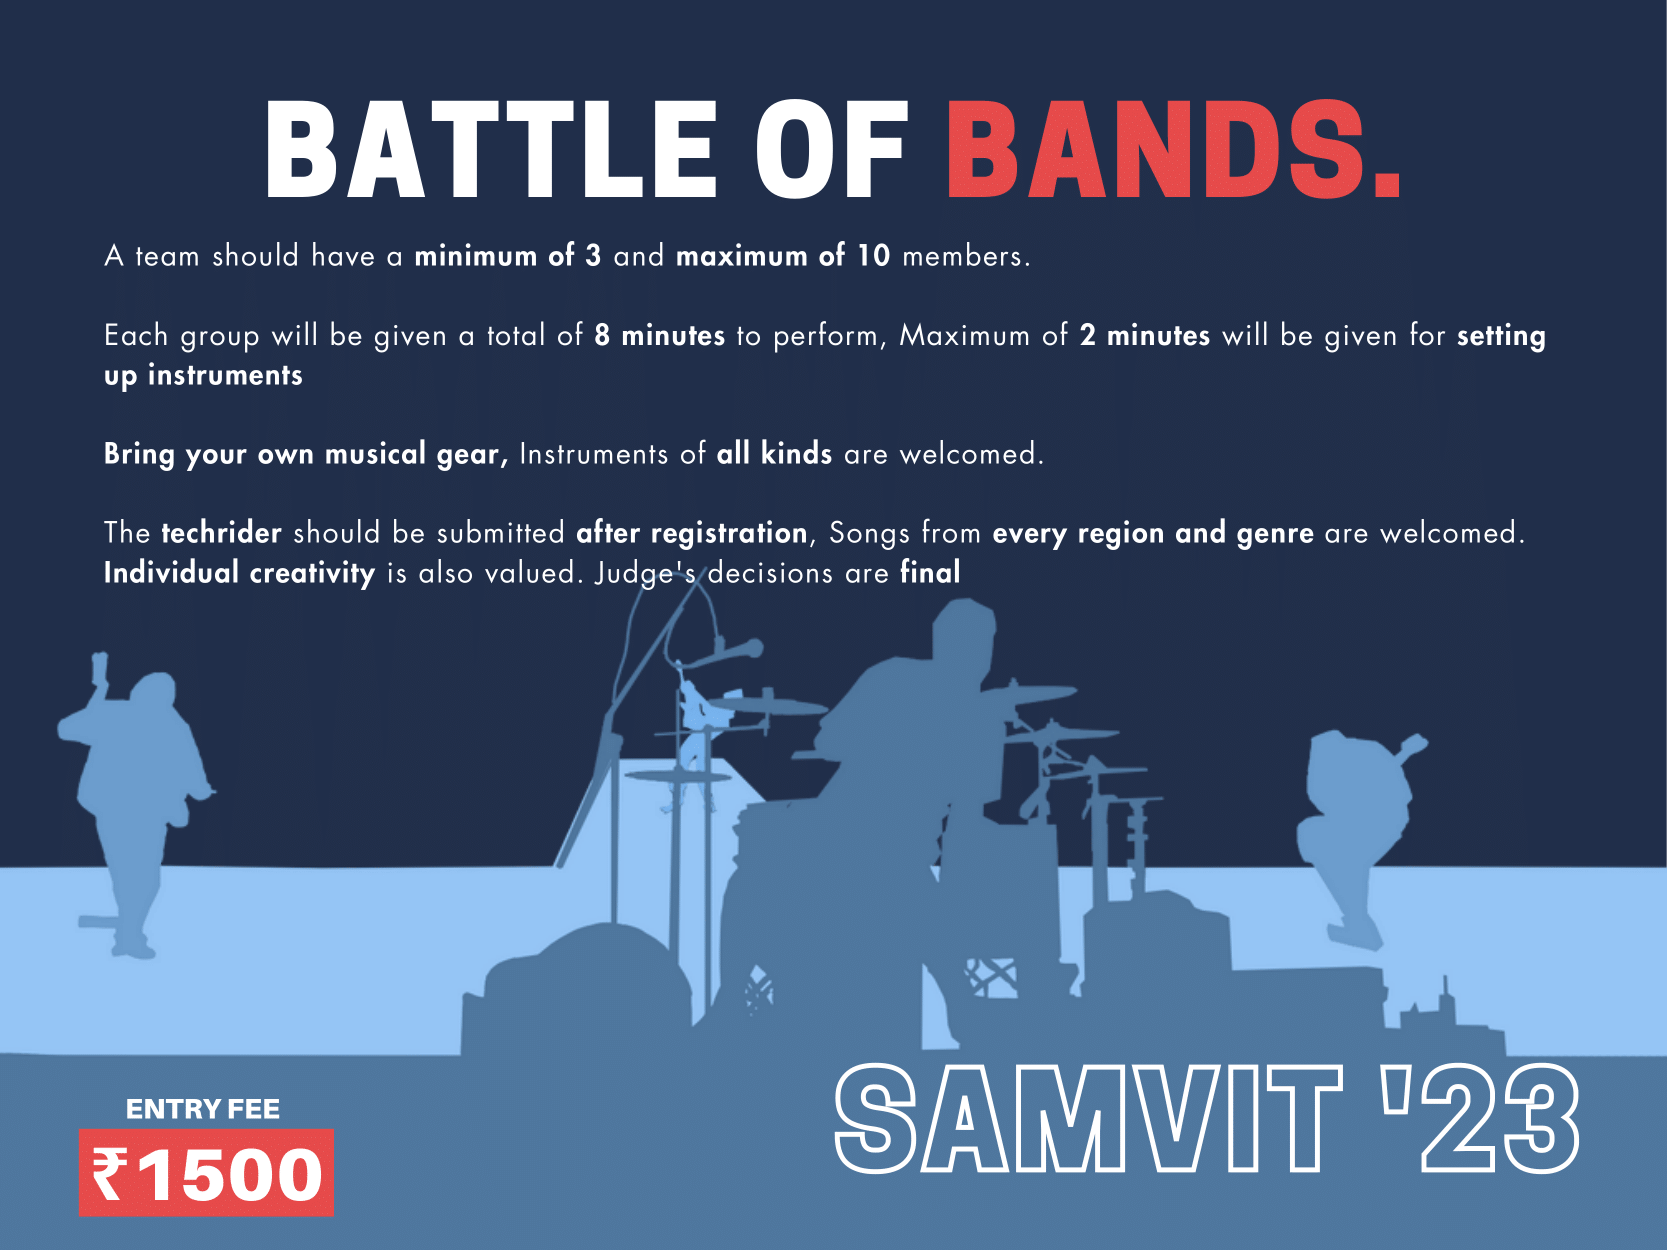 BATTLE OF BANDS.
A team should have a minimum of 3 and maximum of 10 members.
Each group will be given a total of 8 minutes to perform, Maximum of 2 minutes will be given for setting
up instruments
Bring your own musical gear, Instruments of all kinds are welcomed.
The techrider should be submitted after registration, Songs from every region and genre are welcomed.
Individual creativity is also valued. Judge's decisions are final
ENTRY FEE
₹1500
SAMVIT '23